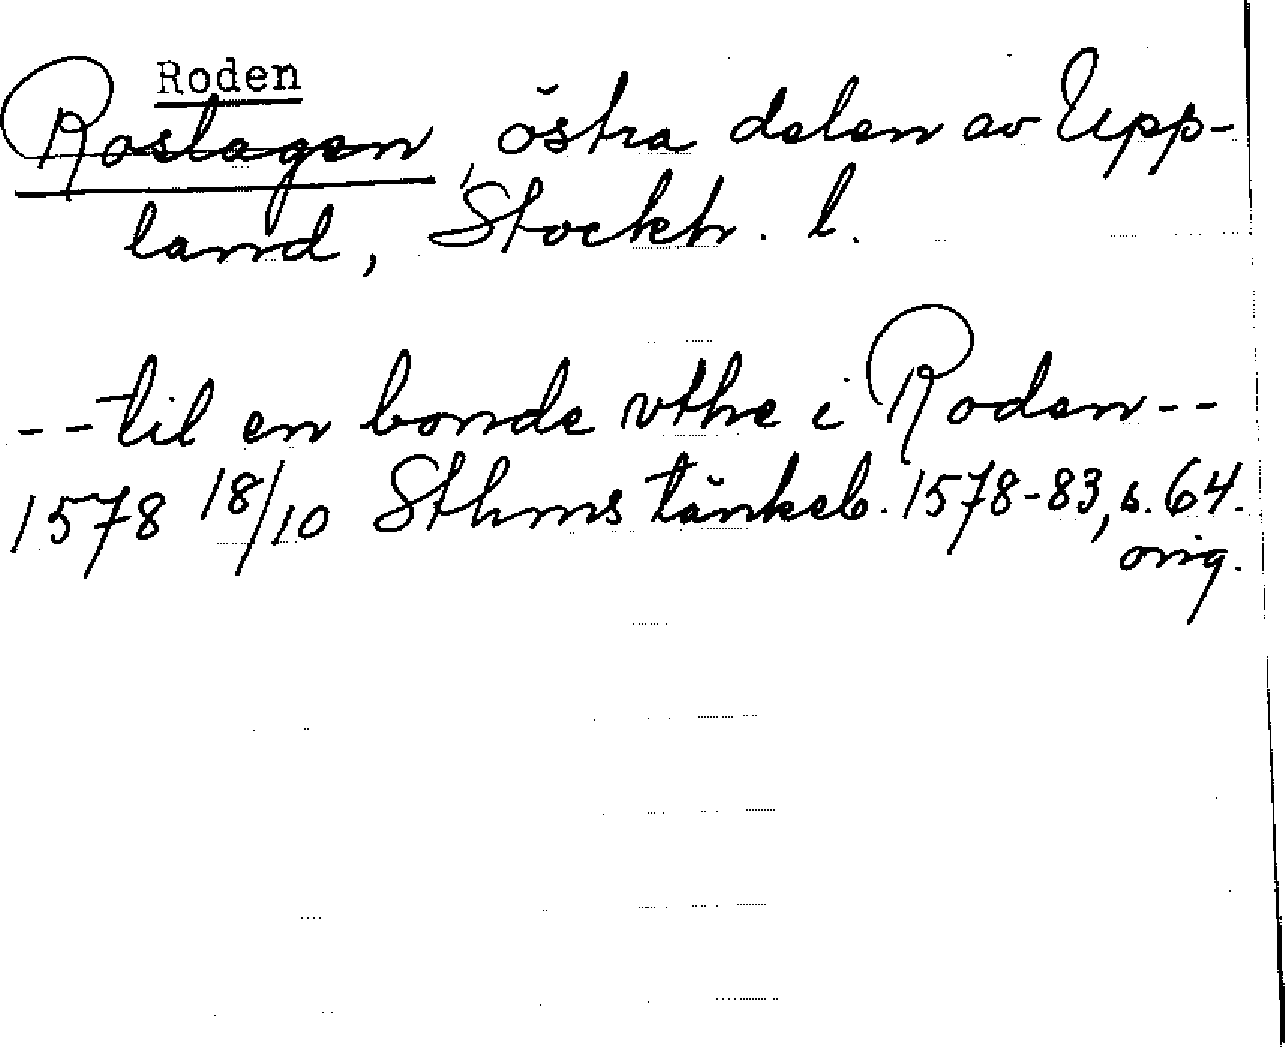 Roden
Roslagen, östra delen av Upp-
land, Stockh. l.
--til en bonde vthe i Roden--
1578 18/10 Sthms tänkeb. 1578-83, s. 64.
orig.